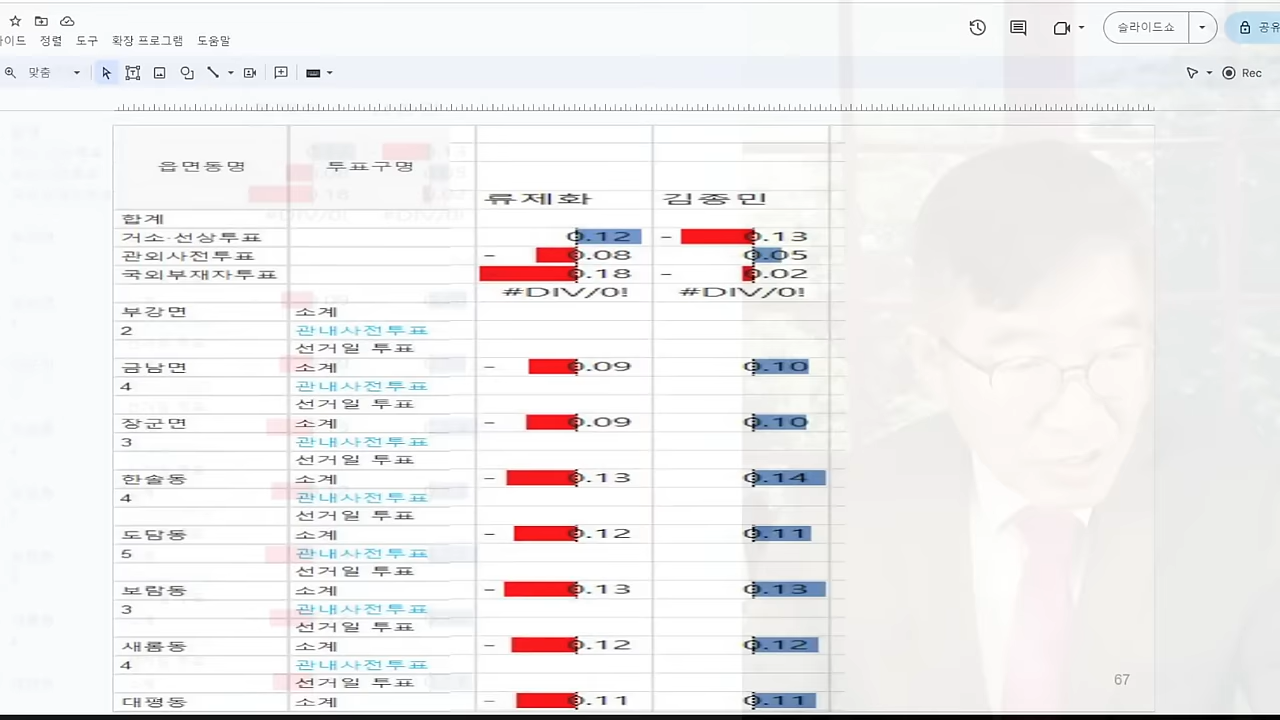 이드 정렬 도구 확장 프로그램 도움말
슬라이드쇼
공유
맞춤
Rec
읍면동명 투표구명
류제화 김종민
합계
거소·선상투표 0.12 - 0.13
관외사전투표 - 0.08 0.05
국외부재자투표 0.18 - 0.02
#DIV/0! #DIV/0!
부강면 소계
2 관내사전투표
선거일 투표
금남면 소계 - 0.09 0.10
4 관내사전투표
선거일 투표
장군면 소계 - 0.09 0.10
3 관내사전투표
선거일 투표
한솔동 소계 - 0.13 0.14
4 관내사전투표
선거일 투표
도담동 소계 - 0.12 0.11
5 관내사전투표
선거일 투표
보람동 소계 - 0.13 0.13
3 관내사전투표
선거일 투표
새롬동 소계 - 0.12 0.12
4 관내사전투표
선거일 투표
대평동 소계 - 0.11 0.11
67